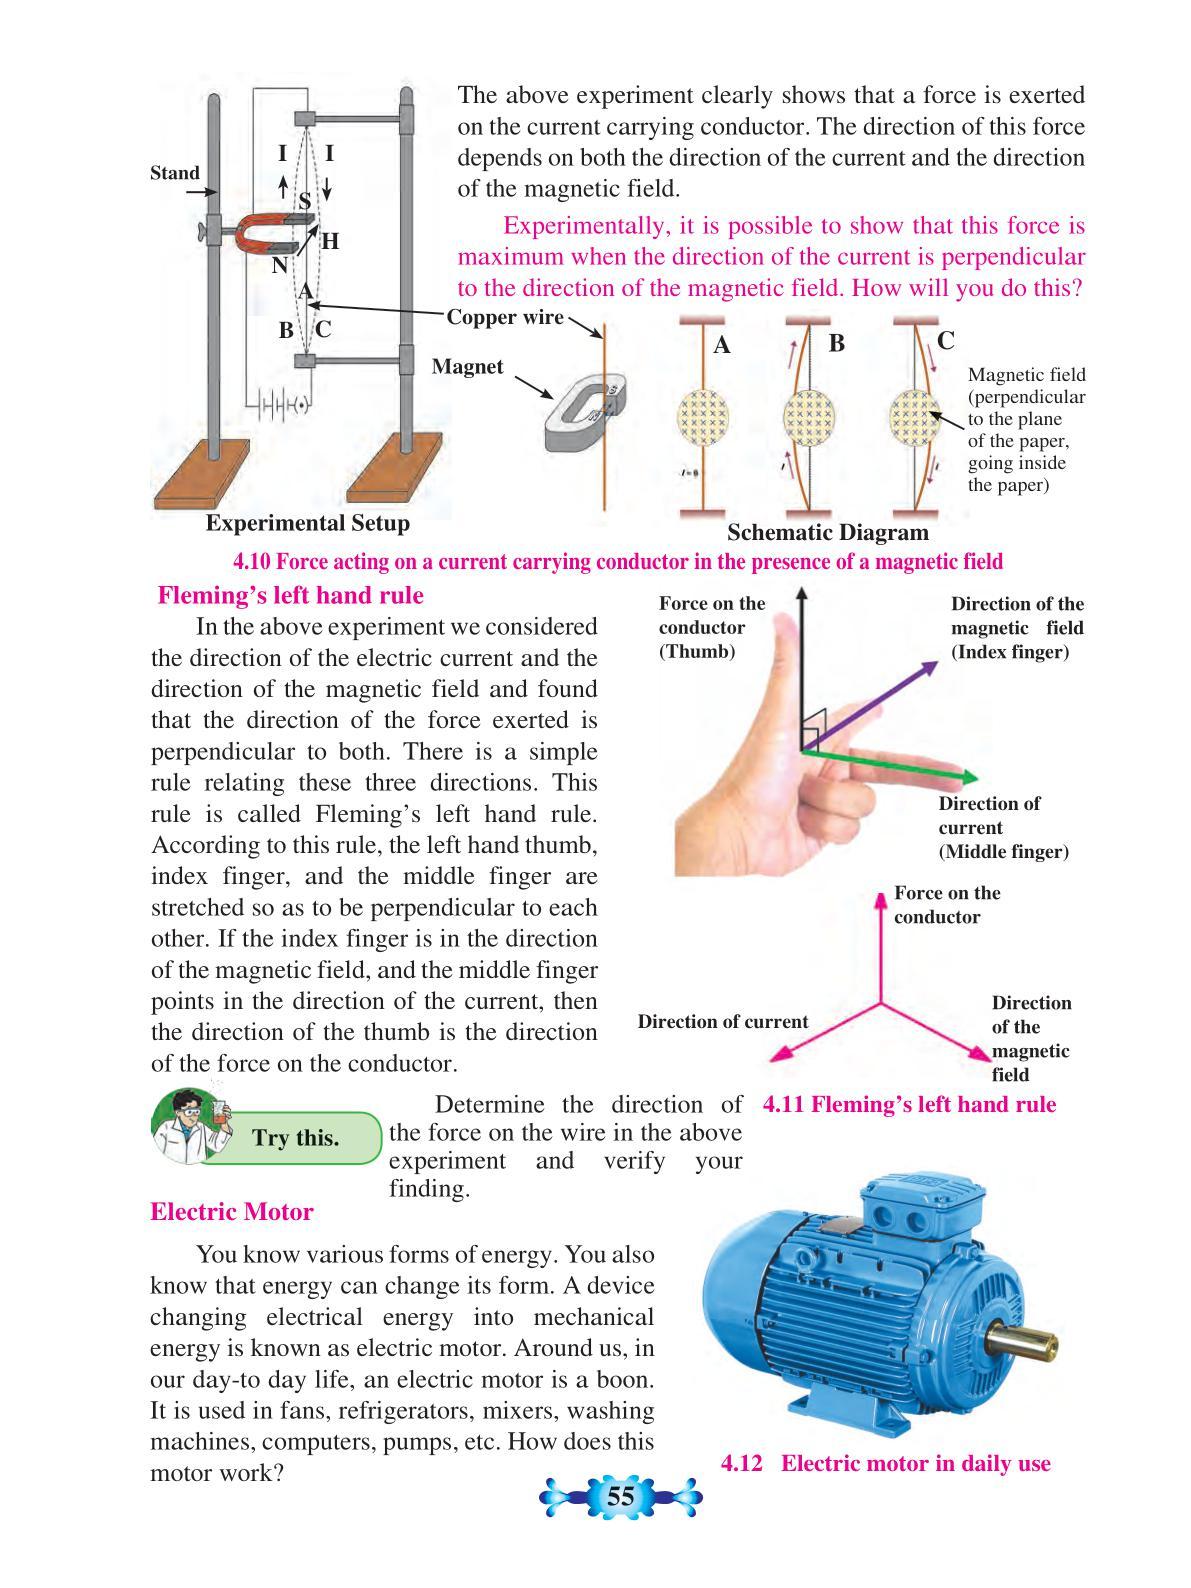 The above experiment clearly shows that a force is exerted
on the current carrying conductor. The direction of this force
depends on both the direction of the current and the direction
of the magnetic field.
Experimentally, it is possible to show that this force is
maximum when the direction of the current is perpendicular
to the direction of the magnetic field. How will you do this?
Stand
I I
S
H
N
A
B C
Copper wire
Magnet
A
B
C
Magnetic field
(perpendicular
to the plane
of the paper,
going inside
the paper)
Experimental Setup
Schematic Diagram
4.10 Force acting on a current carrying conductor in the presence of a magnetic field
Fleming’s left hand rule
In the above experiment we considered
the direction of the electric current and the
direction of the magnetic field and found
that the direction of the force exerted is
perpendicular to both. There is a simple
rule relating these three directions. This
rule is called Fleming’s left hand rule.
According to this rule, the left hand thumb,
index finger, and the middle finger are
stretched so as to be perpendicular to each
other. If the index finger is in the direction
of the magnetic field, and the middle finger
points in the direction of the current, then
the direction of the thumb is the direction
of the force on the conductor.
Force on the
conductor
(Thumb)
Direction of the
magnetic field
(Index finger)
Direction of
current
(Middle finger)
Force on the
conductor
Direction of current
Direction
of the
magnetic
field
4.11 Fleming’s left hand rule
Try this.
Determine the direction of
the force on the wire in the above
experiment and verify your
finding.
Electric Motor
You know various forms of energy. You also
know that energy can change its form. A device
changing electrical energy into mechanical
energy is known as electric motor. Around us, in
our day-to day life, an electric motor is a boon.
It is used in fans, refrigerators, mixers, washing
machines, computers, pumps, etc. How does this
motor work?
4.12 Electric motor in daily use
55